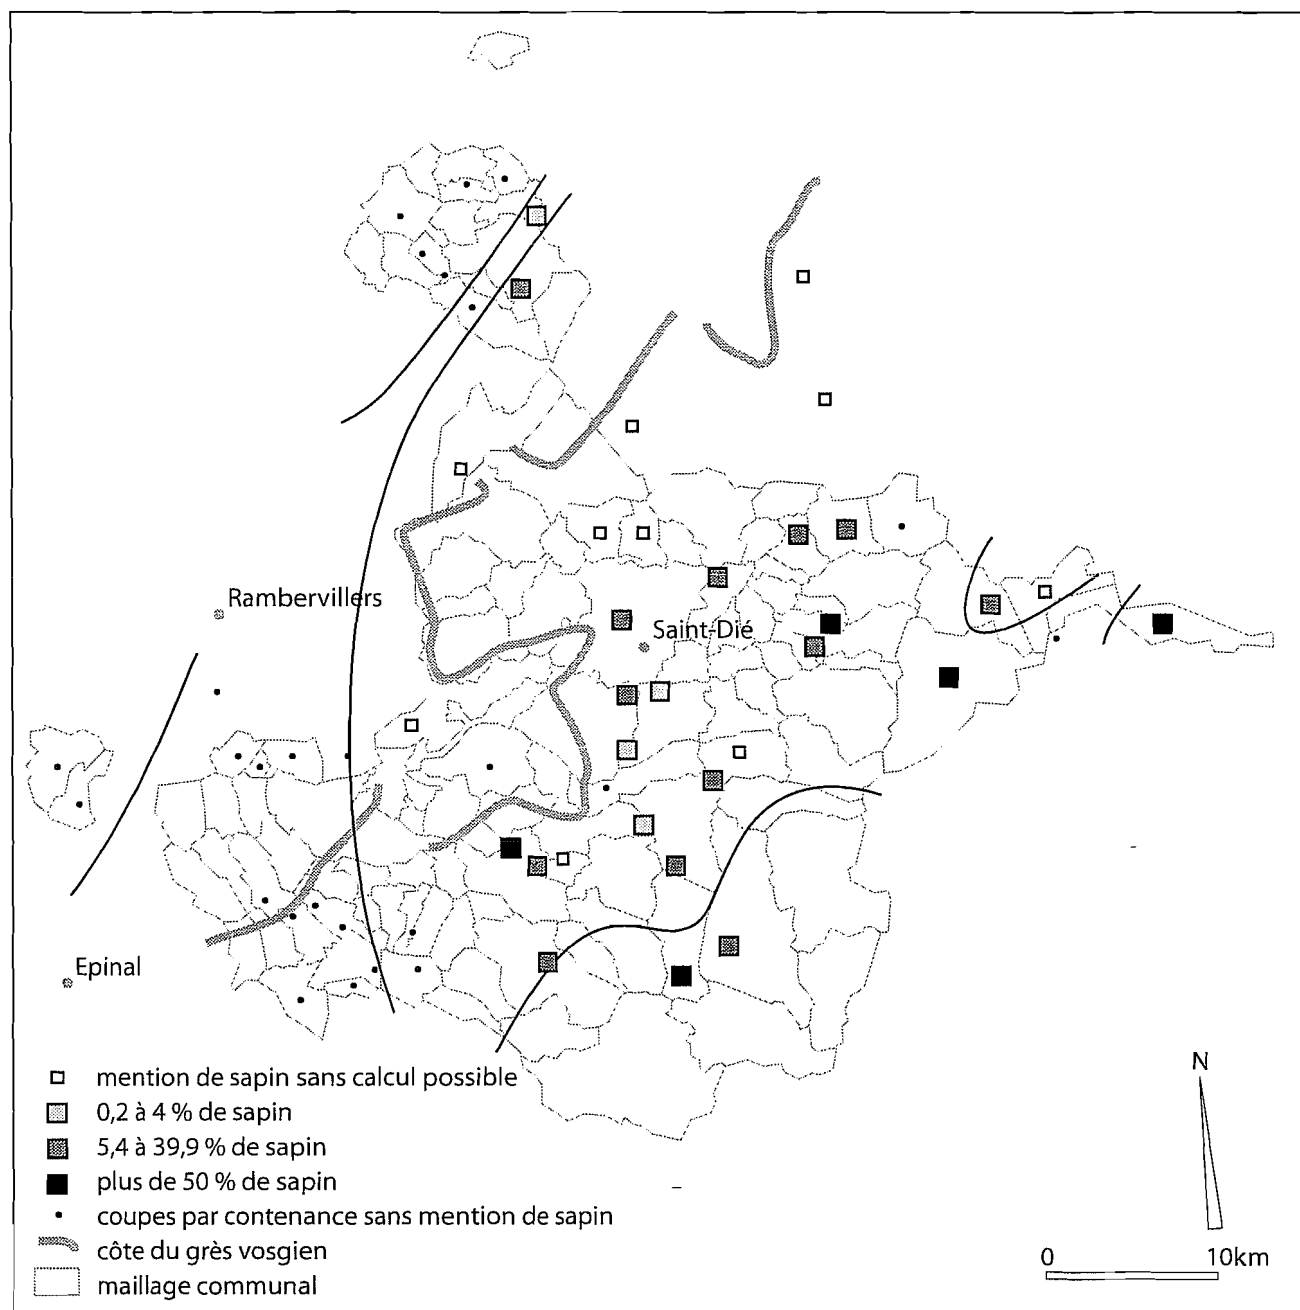 Rambervillers
Saint-Dié
Epinal
mention de sapin sans calcul possible
0,2 à 4 % de sapin
5,4 à 39,9 % de sapin
plus de 50 % de sapin
coupes par contenance sans mention de sapin
côte du grès vosgien
maillage communal
N
0 10km